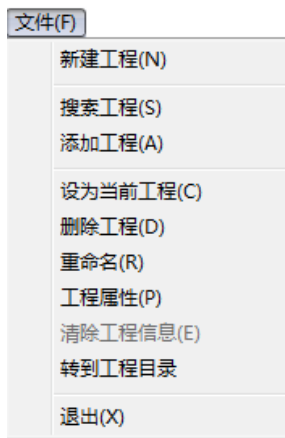 文件(F)
新建工程(N)
搜索工程(S)
添加工程(A)
设为当前工程(C)
删除工程(D)
重命名(R)
工程属性(P)
清除工程信息(E)
转到工程目录
退出(X)